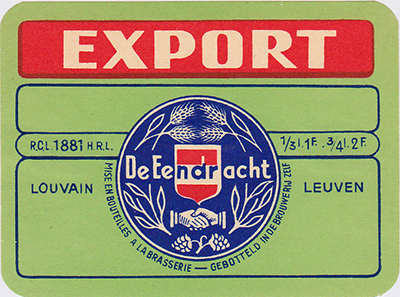 EXPORT
R.C.L. 1881 H.R.L.
1/3 l. 1 F. . 3/4 l. 2 F.
De Eendracht
LOUVAIN
LEUVEN
MISE EN BOUTEILLES A LA BRASSERIE — GEBOTTELD IN DE BROUWERIJ ZELF